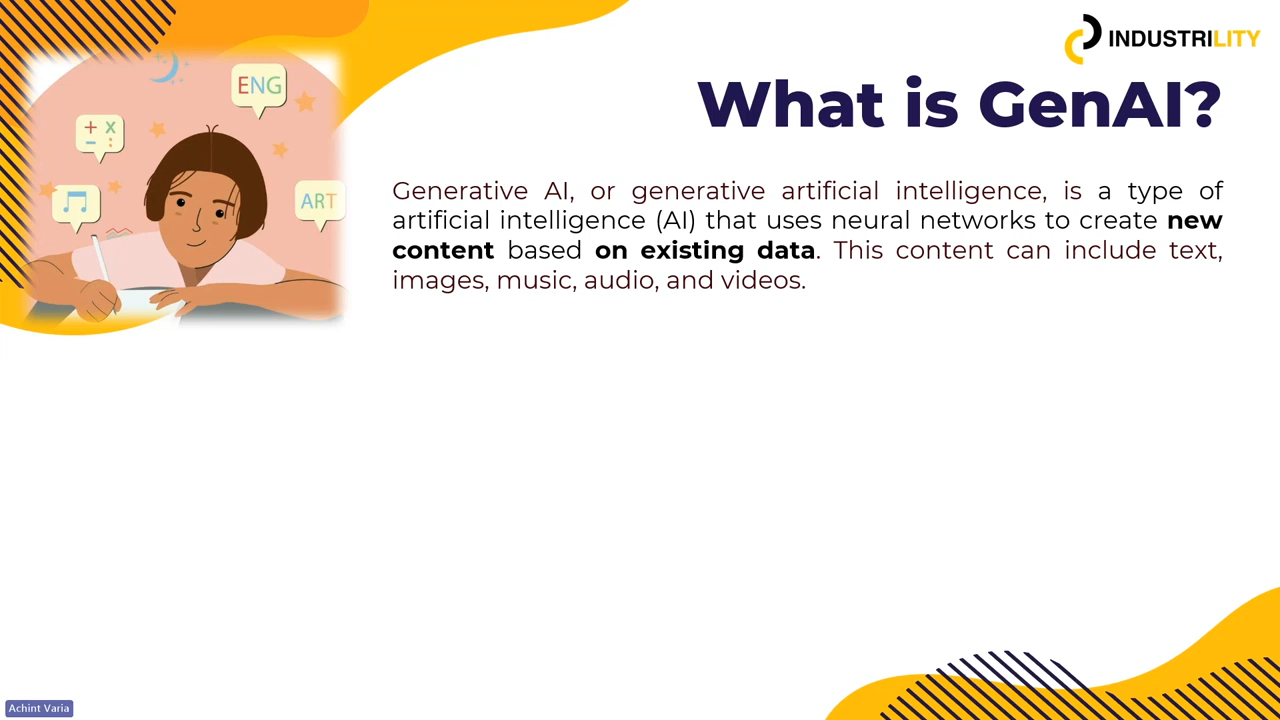 INDUSTRILITY
What is GenAI?
ENG
+ x
- :
ART
Generative AI, or generative artificial intelligence, is a type of
artificial intelligence (AI) that uses neural networks to create new
content based on existing data. This content can include text,
images, music, audio, and videos.
Achint Varia